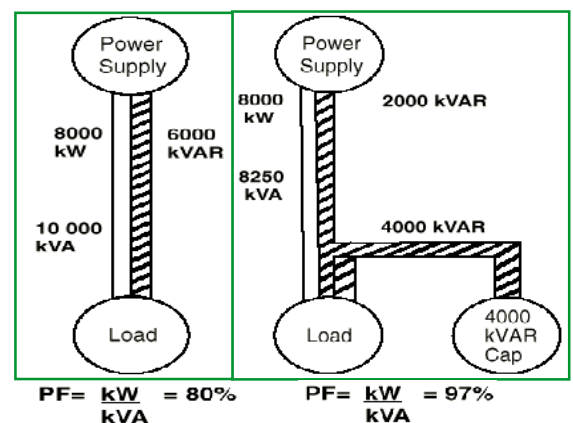 Power
Supply
8000
kW
6000
kVAR
10 000
kVA
Load
PF= kW = 80%
kVA
Power
Supply
8000
kW
2000 kVAR
8250
kVA
4000 kVAR
Load
4000
kVAR
Cap
PF= kW = 97%
kVA